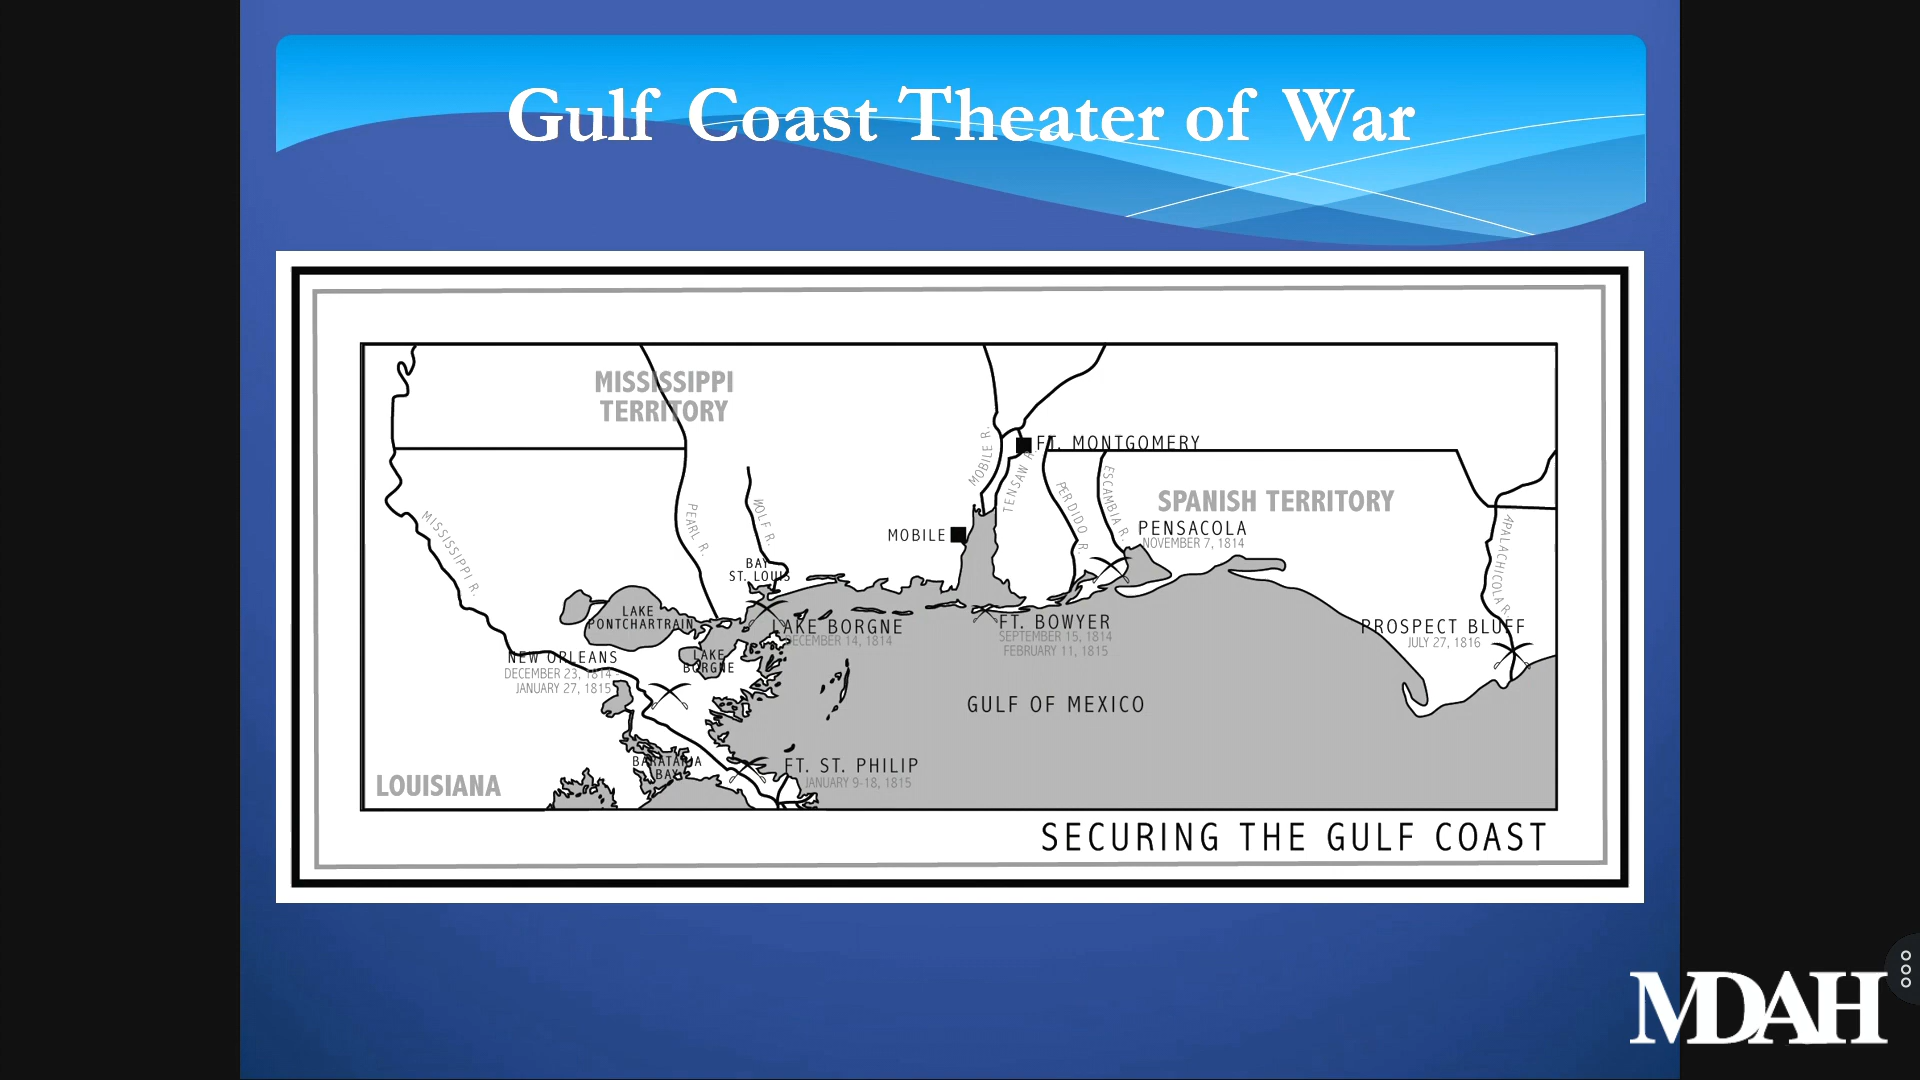 Gulf Coast Theater of War
MISSISSIPPI
TERRITORY
FT. MONTGOMERY
MOBILE R.
TENSAW R.
PERDIDO R.
ESCAMBIA R.
SPANISH TERRITORY
PENSACOLA
NOVEMBER 7, 1814
MISSISSIPPI R.
PEARL R.
WOLF R.
MOBILE
APALACHICOLA R.
BAY
ST. LOUIS
LAKE
PONTCHARTRAIN
LAKE BORGNE
DECEMBER 14, 1814
FT. BOWYER
SEPTEMBER 15, 1814
FEBRUARY 11, 1815
PROSPECT BLUFF
JULY 27, 1816
NEW ORLEANS
DECEMBER 23, 1814 -
JANUARY 27, 1815
LAKE
BORGNE
GULF OF MEXICO
BARATARIA
BAY
FT. ST. PHILIP
JANUARY 9-18, 1815
LOUISIANA
SECURING THE GULF COAST
MDAH